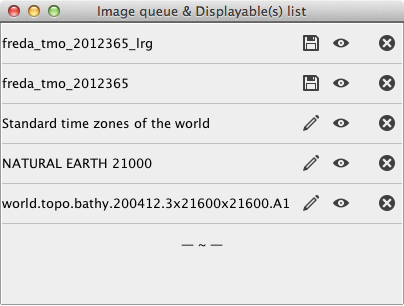 Image queue & Displayable(s) list
freda_tmo_2012365_lrg
freda_tmo_2012365
Standard time zones of the world
NATURAL EARTH 21000
world.topo.bathy.200412.3x21600x21600.A1
— ~ —